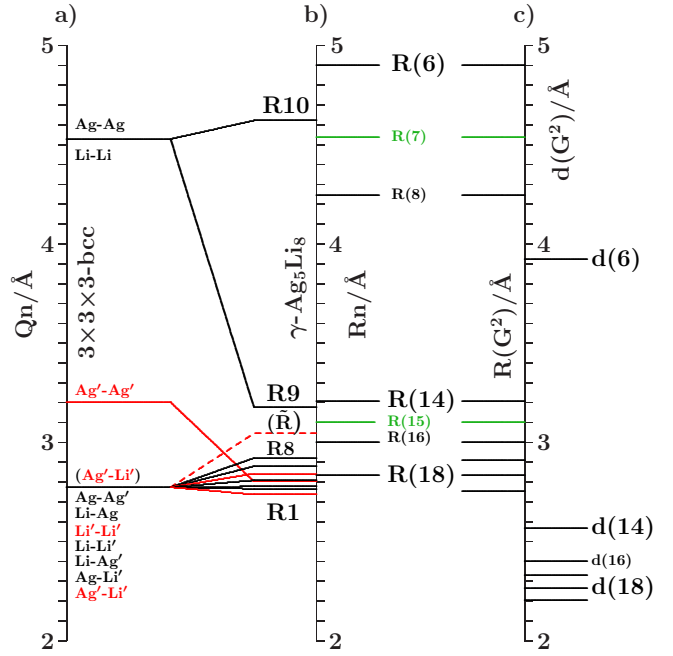 a)
b)
c)
5
5
5
R(6)
R10
Ag-Ag
R(7)
Li-Li
R(8)
d(G²)/Å
4
4
4
d(6)
Qn/Å
3×3×3-bcc
γ-Ag₅Li₈
Rn/Å
R(G²)/Å
Ag′-Ag′
R9
R(14)
(R̃)
R(15)
3
3
3
R8
R(16)
(Ag′-Li′)
R(18)
Ag-Ag′
Li-Ag
R1
Li′-Li′
d(14)
Li-Li′
Li-Ag′
d(16)
Ag-Li′
d(18)
Ag′-Li′
2
2
2